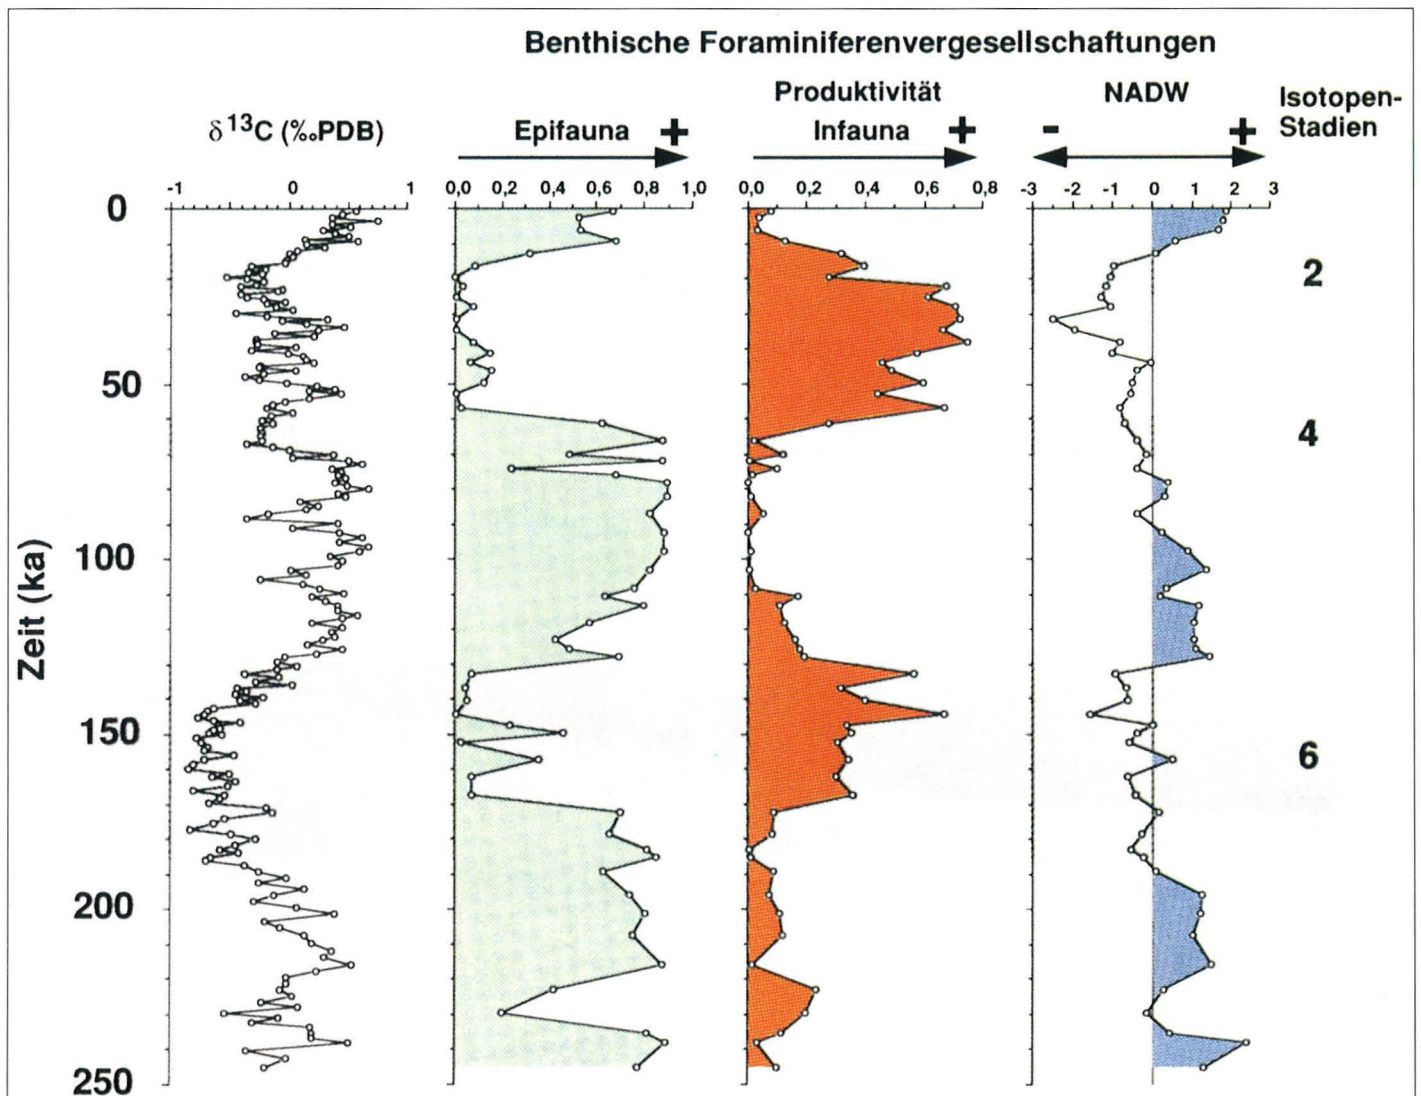 Benthische Foraminiferenvergesellschaftungen
Produktivität
NADW
Isotopen-
Stadien
δ 13C (‰PDB)
Epifauna +
Infauna +
- +
-1 0 1
0,0 0,2 0,4 0,6 0,8 1,0
0,0 0,2 0,4 0,6 0,8
-3 -2 -1 0 1 2 3
0
50
100
150
200
250
Zeit (ka)
2
4
6